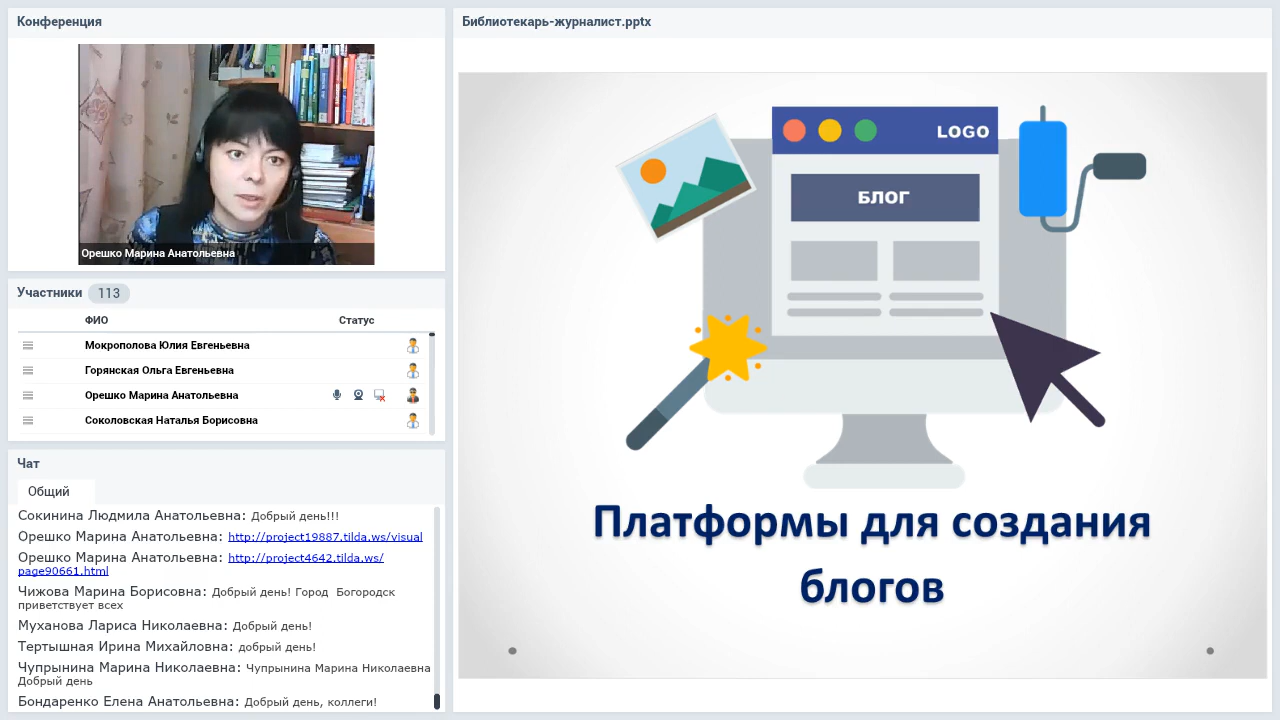 Конференция
Орешко Марина Анатольевна
Участники 113
ФИО Статус
Мокрополова Юлия Евгеньевна
Горянская Ольга Евгеньевна
Орешко Марина Анатольевна
Соколовская Наталья Борисовна
Чат
Общий
Сокинина Людмила Анатольевна: Добрый день!!!
Орешко Марина Анатольевна: http://project19887.tilda.ws/visual
Орешко Марина Анатольевна: http://project4642.tilda.ws/
page90661.html
Чижова Марина Борисовна: Добрый день! Город Богородск
приветствует всех
Муханова Лариса Николаевна: Добрый день!
Тертышная Ирина Михайловна: добрый день!
Чупрынина Марина Николаевна: Чупрынина Марина Николаевна
Добрый день
Бондаренко Елена Анатольевна: Добрый день, коллеги!
Библиотекарь-журналист.pptx
LOGO
БЛОГ
Платформы для создания
блогов